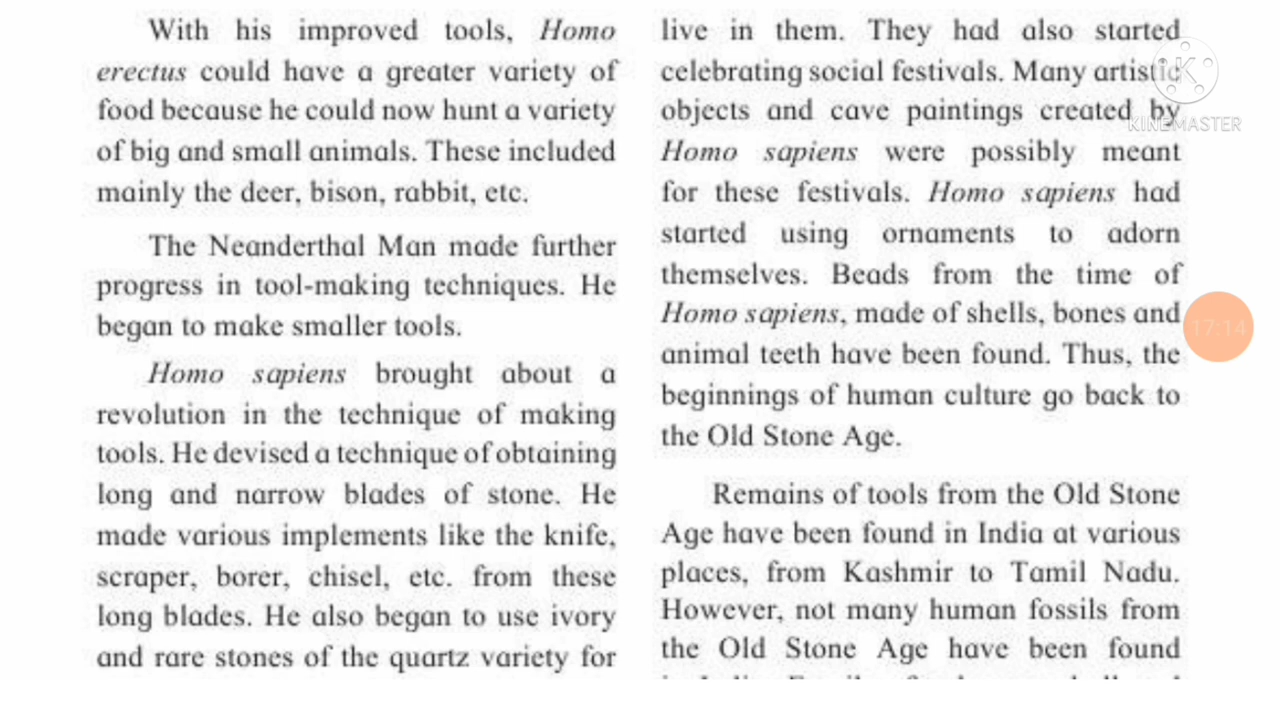 With his improved tools, Homo
erectus could have a greater variety of
food because he could now hunt a variety
of big and small animals. These included
mainly the deer, bison, rabbit, etc.
The Neanderthal Man made further
progress in tool-making techniques. He
began to make smaller tools.
Homo sapiens brought about a
revolution in the technique of making
tools. He devised a technique of obtaining
long and narrow blades of stone. He
made various implements like the knife,
scraper, borer, chisel, etc. from these
long blades. He also began to use ivory
and rare stones of the quartz variety for
live in them. They had also started
celebrating social festivals. Many artistic
objects and cave paintings created by
Homo sapiens were possibly meant
for these festivals. Homo sapiens had
started using ornaments to adorn
themselves. Beads from the time of
Homo sapiens, made of shells, bones and
animal teeth have been found. Thus, the
beginnings of human culture go back to
the Old Stone Age.
Remains of tools from the Old Stone
Age have been found in India at various
places, from Kashmir to Tamil Nadu.
However, not many human fossils from
the Old Stone Age have been found
K
KINEMASTER
17:14